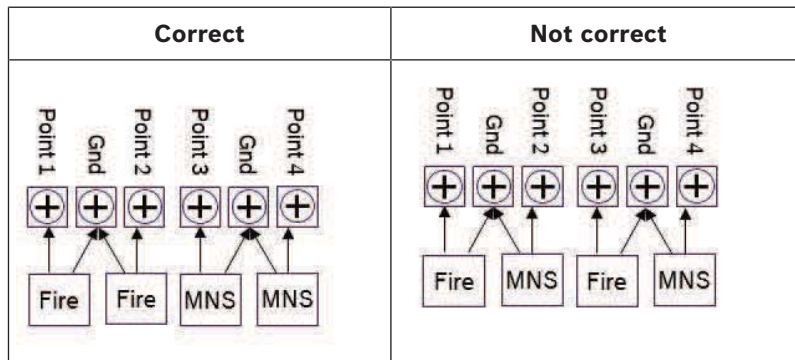 Correct
Not correct
Point 1 Gnd Point 2 Point 3 Gnd Point 4
Fire Fire MNS MNS
Point 1 Gnd Point 2 Point 3 Gnd Point 4
Fire MNS Fire MNS